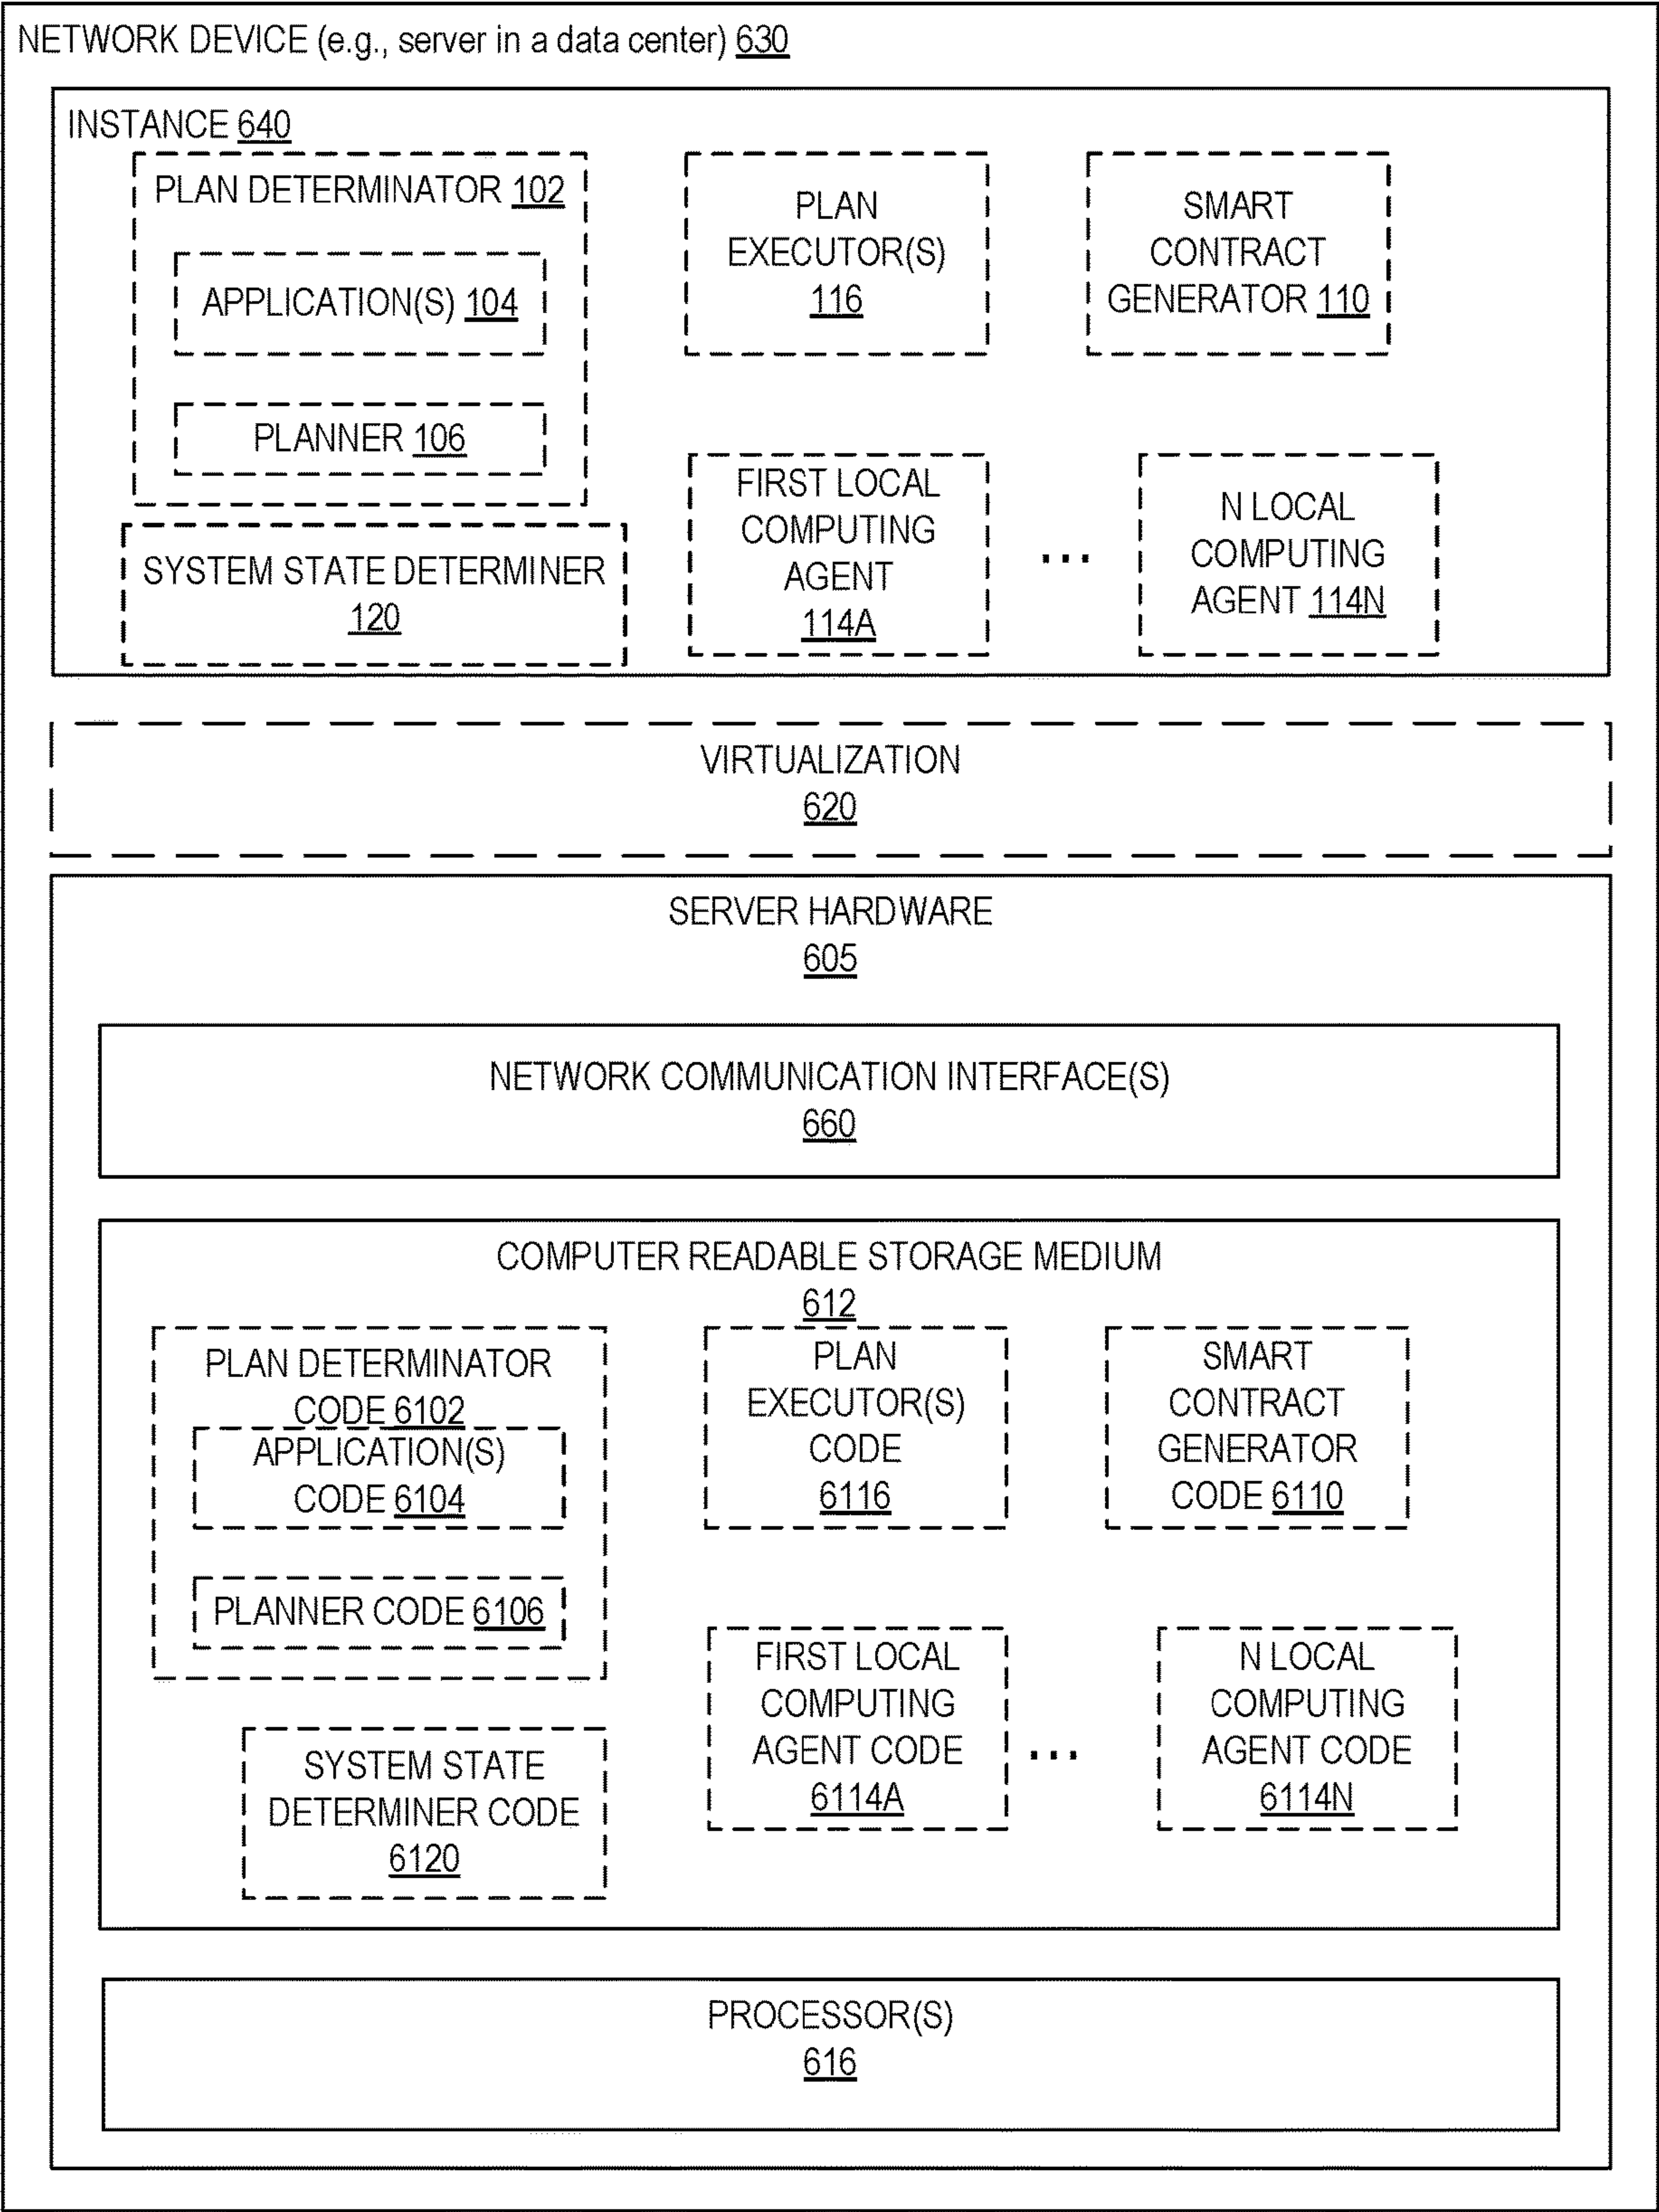 NETWORK DEVICE (e.g., server in a data center) 630
INSTANCE 640
PLAN DETERMINATOR 102
APPLICATION(S) 104
PLANNER 106
SYSTEM STATE DETERMINER
120
PLAN
EXECUTOR(S)
116
SMART
CONTRACT
GENERATOR 110
FIRST LOCAL
COMPUTING
AGENT
114A
...
N LOCAL
COMPUTING
AGENT 114N
VIRTUALIZATION
620
SERVER HARDWARE
605
NETWORK COMMUNICATION INTERFACE(S)
660
COMPUTER READABLE STORAGE MEDIUM
612
PLAN DETERMINATOR
CODE 6102
APPLICATION(S)
CODE 6104
PLANNER CODE 6106
SYSTEM STATE
DETERMINER CODE
6120
PLAN
EXECUTOR(S)
CODE
6116
SMART
CONTRACT
GENERATOR
CODE 6110
FIRST LOCAL
COMPUTING
AGENT CODE
6114A
...
N LOCAL
COMPUTING
AGENT CODE
6114N
PROCESSOR(S)
616